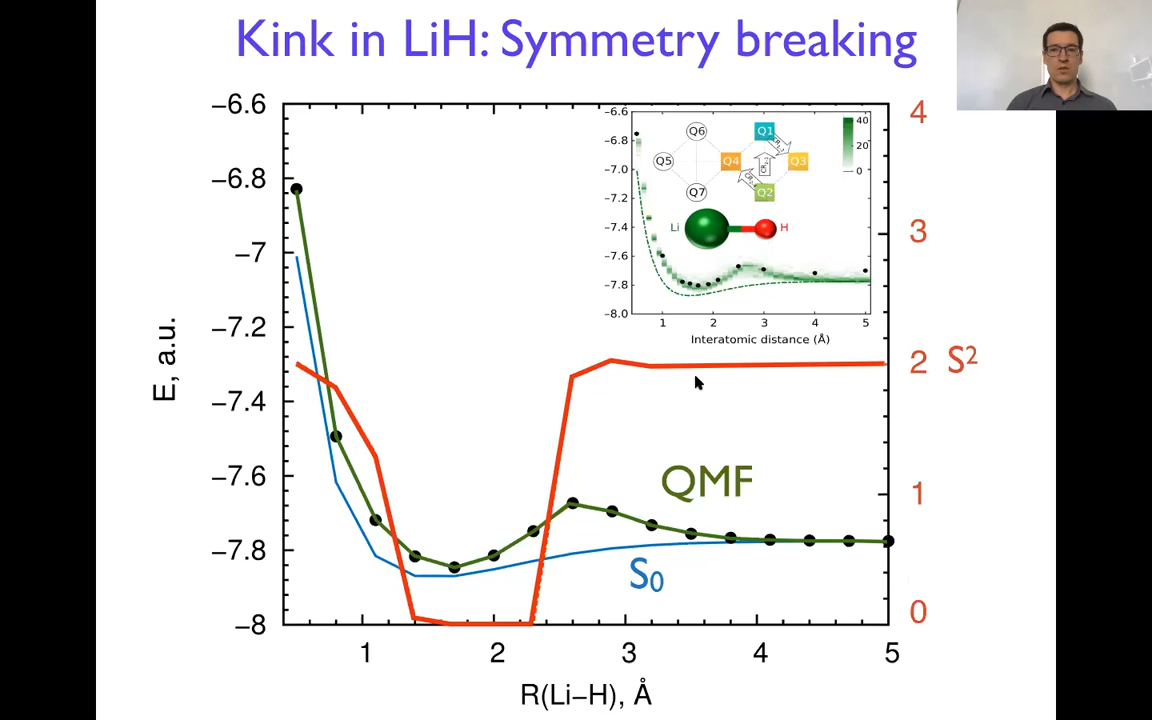 Kink in LiH: Symmetry breaking
−6.6
−6.8
−7
−7.2
−7.4
−7.6
−7.8
−8
E, a.u.
1
2
3
4
5
R(Li−H), Å
4
3
2
1
0
S²
QMF
S₀
−6.6
−7.0
−7.2
−7.4
−7.6
−7.8
−8.0
1
2
3
4
5
Interatomic distance (Å)
Q6
Q1
Q5
Q4
Q3
Q7
Q2
Li
H
40
20
0